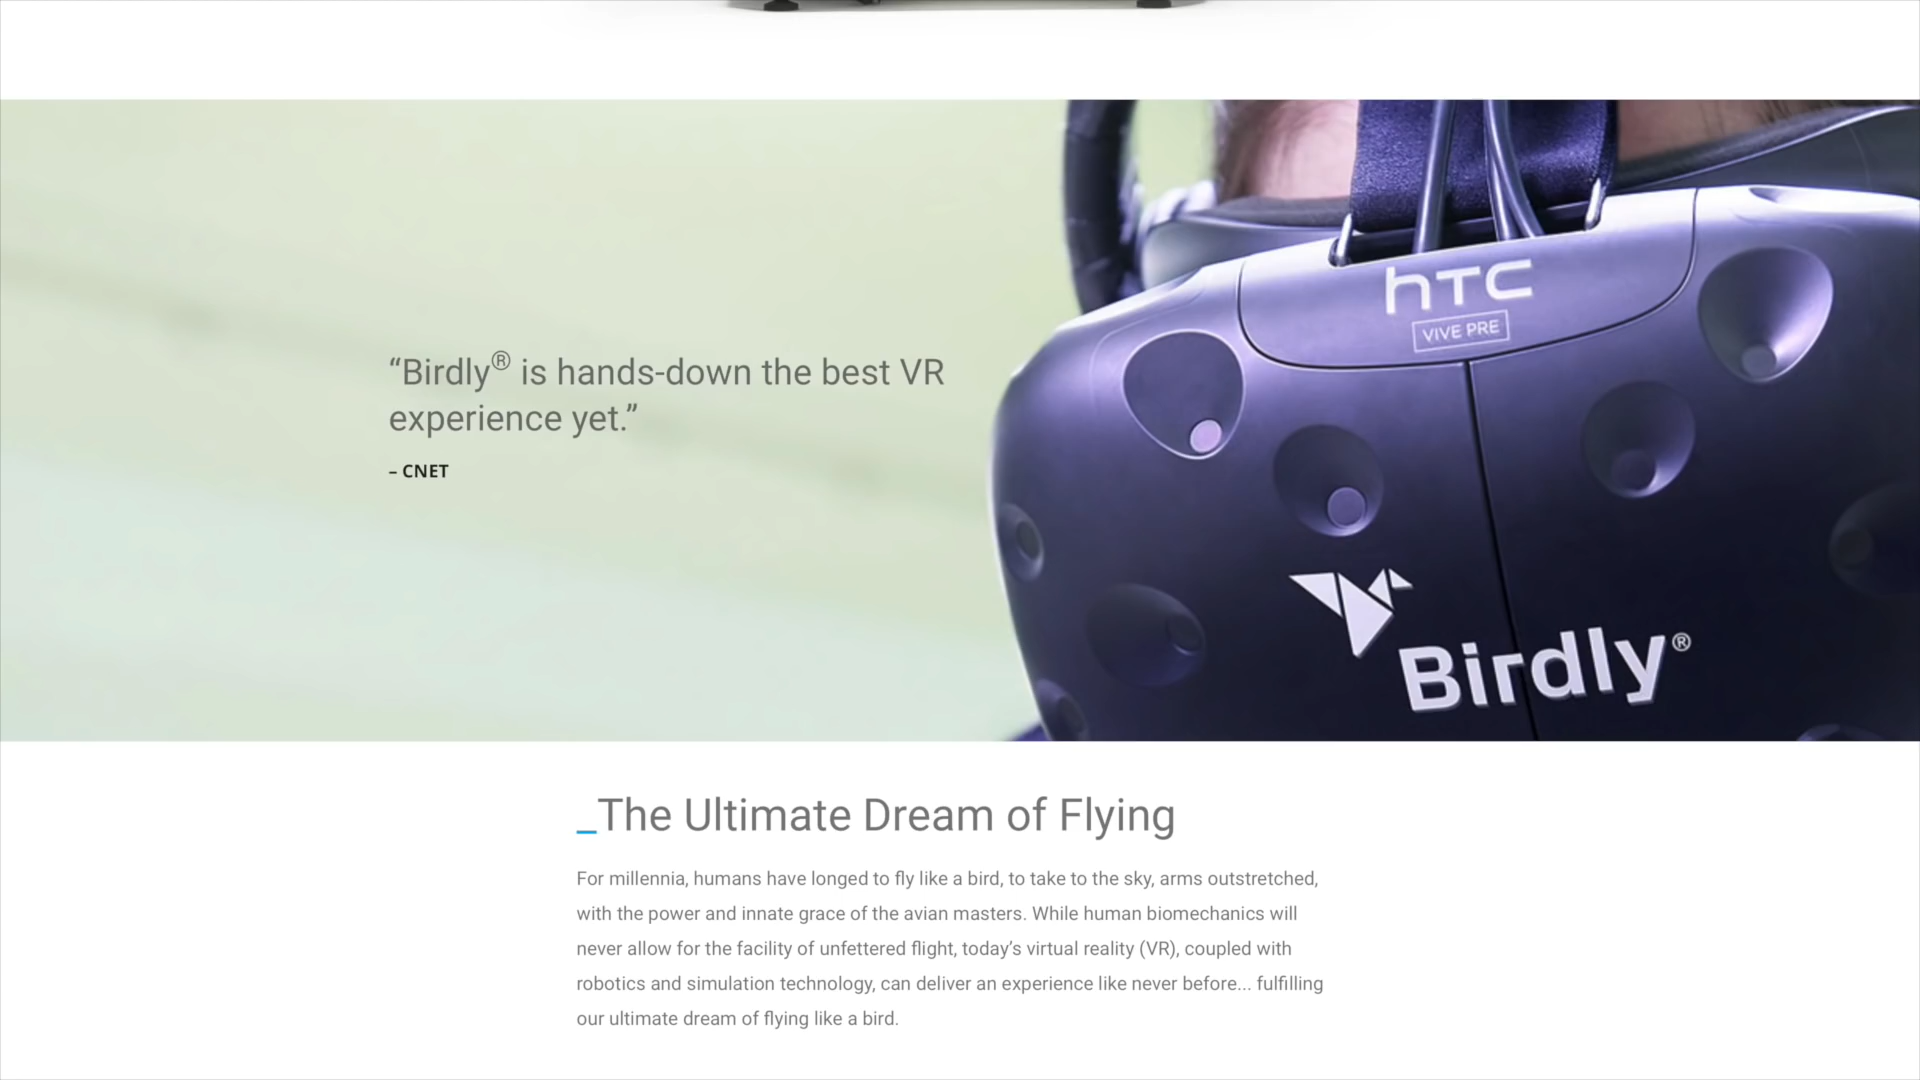 “Birdly® is hands-down the best VR
experience yet.”
– CNET
hTC
VIVE PRE
Birdly®
_The Ultimate Dream of Flying
For millennia, humans have longed to fly like a bird, to take to the sky, arms outstretched,
with the power and innate grace of the avian masters. While human biomechanics will
never allow for the facility of unfettered flight, today’s virtual reality (VR), coupled with
robotics and simulation technology, can deliver an experience like never before... fulfilling
our ultimate dream of flying like a bird.